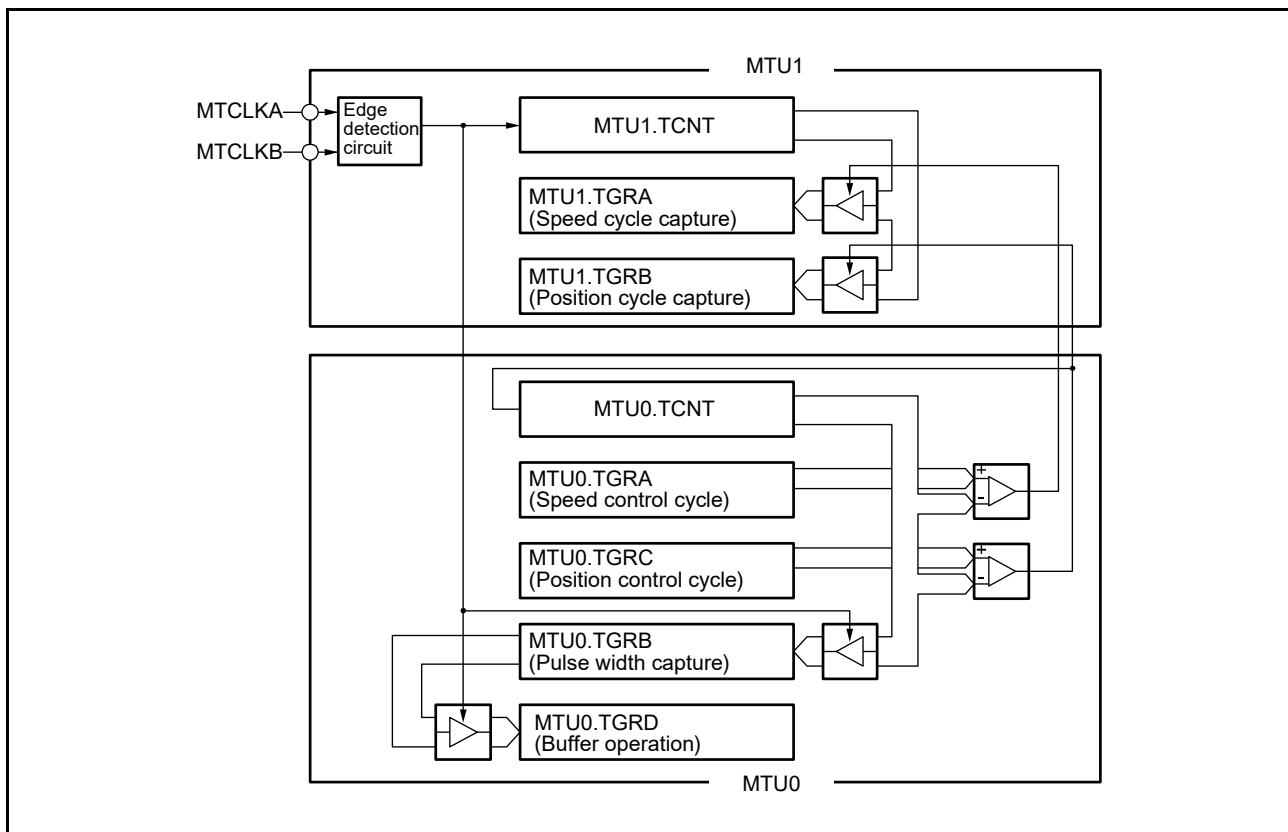 MTU1
MTCLKA
MTCLKB
Edge
detection
circuit
MTU1.TCNT
MTU1.TGRA
(Speed cycle capture)
MTU1.TGRB
(Position cycle capture)
MTU0.TCNT
MTU0.TGRA
(Speed control cycle)
+
-
MTU0.TGRC
(Position control cycle)
+
-
MTU0.TGRB
(Pulse width capture)
MTU0.TGRD
(Buffer operation)
MTU0